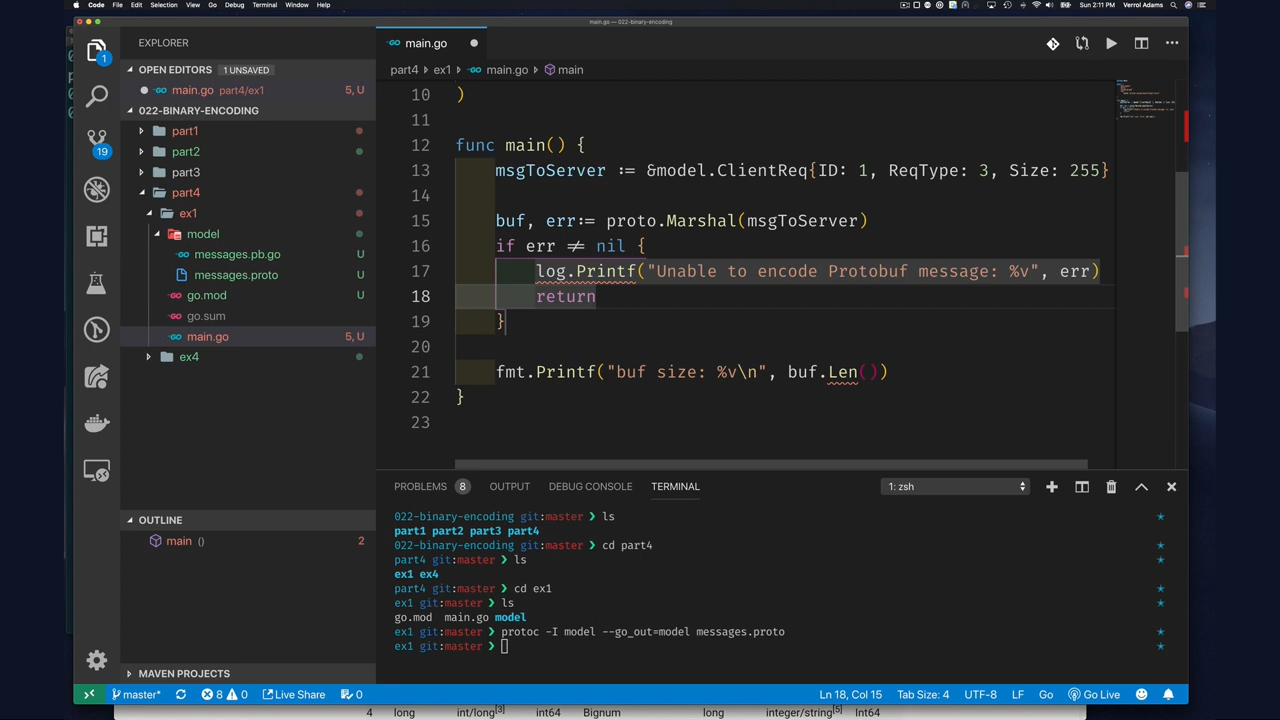 Code File Edit Selection View Go Debug Terminal Window Help Sun 2:11 PM Verrol Adams
main.go — 022-binary-encoding
EXPLORER
OPEN EDITORS 1 UNSAVED
main.go part4/ex1 5, U
022-BINARY-ENCODING
part1
part2
part3
part4
ex1
model
messages.pb.go U
messages.proto U
go.mod U
go.sum
main.go 5, U
ex4
OUTLINE
main () 2
MAVEN PROJECTS
1
19
main.go
part4 › ex1 › main.go › main
10 )
11
12 func main() {
13 msgToServer := &model.ClientReq{ID: 1, ReqType: 3, Size: 255}
14
15 buf, err:= proto.Marshal(msgToServer)
16 if err ≠ nil {
17 log.Printf("Unable to encode Protobuf message: %v", err)
18 return
19 }
20
21 fmt.Printf("buf size: %v\n", buf.Len())
22 }
23
PROBLEMS 8 OUTPUT DEBUG CONSOLE TERMINAL 1: zsh
022-binary-encoding git:master ❯ ls
part1 part2 part3 part4
022-binary-encoding git:master ❯ cd part4
part4 git:master ❯ ls
ex1 ex4
part4 git:master ❯ cd ex1
ex1 git:master ❯ ls
go.mod main.go model
ex1 git:master ❯ protoc -I model --go_out=model messages.proto
ex1 git:master ❯
master* 8 0 Live Share 0 Ln 18, Col 15 Tab Size: 4 UTF-8 LF Go Go Live
4 long int/long[3] int64 Bignum long integer/string[5] Int64